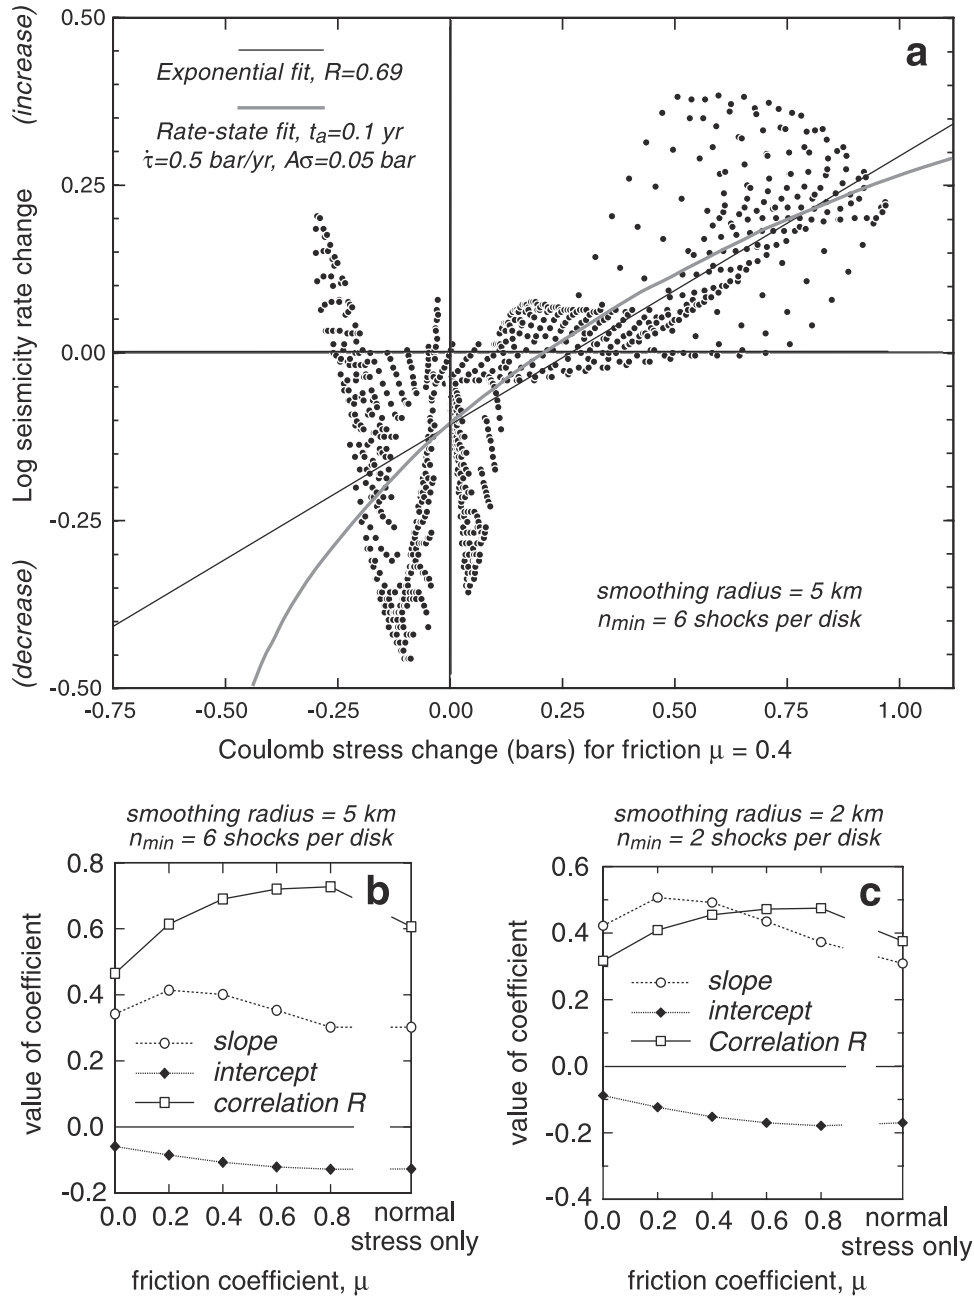 (increase)
0.50
a
Exponential fit, R=0.69
Rate-state fit, tₐ=0.1 yr
τ̇=0.5 bar/yr, Aσ=0.05 bar
0.25
Log seismicity rate change
0.00
-0.25
smoothing radius = 5 km
n_min = 6 shocks per disk
(decrease)
-0.50
-0.75 -0.50 -0.25 0.00 0.25 0.50 0.75 1.00
Coulomb stress change (bars) for friction μ = 0.4
smoothing radius = 5 km
n_min = 6 shocks per disk
0.8
b
0.6
0.4
value of coefficient
slope
0.2
intercept
correlation R
0.0
-0.2
0.0 0.2 0.4 0.6 0.8 normal
stress only
friction coefficient, μ
smoothing radius = 2 km
n_min = 2 shocks per disk
0.6
c
0.4
value of coefficient
slope
0.2
intercept
Correlation R
0.0
-0.2
-0.4
0.0 0.2 0.4 0.6 0.8 normal
stress only
friction coefficient, μ